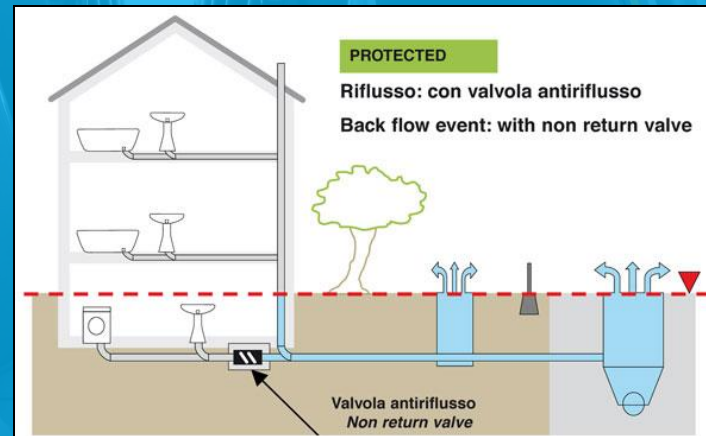 PROTECTED
Riflusso: con valvola antiriflusso
Back flow event: with non return valve
Valvola antiriflusso
Non return valve